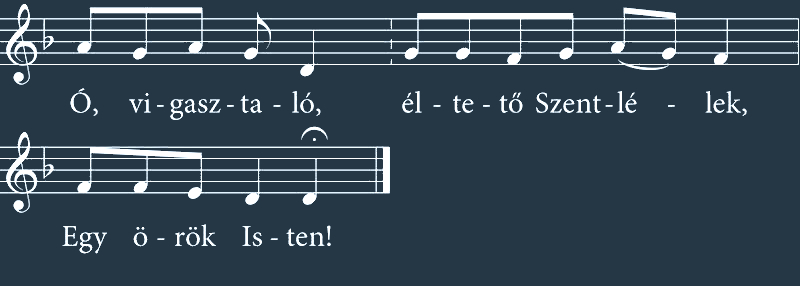 Ó, vi - gasz - ta - ló, él - te - tő Szent - lé - lek,
Egy ö - rök Is - ten!